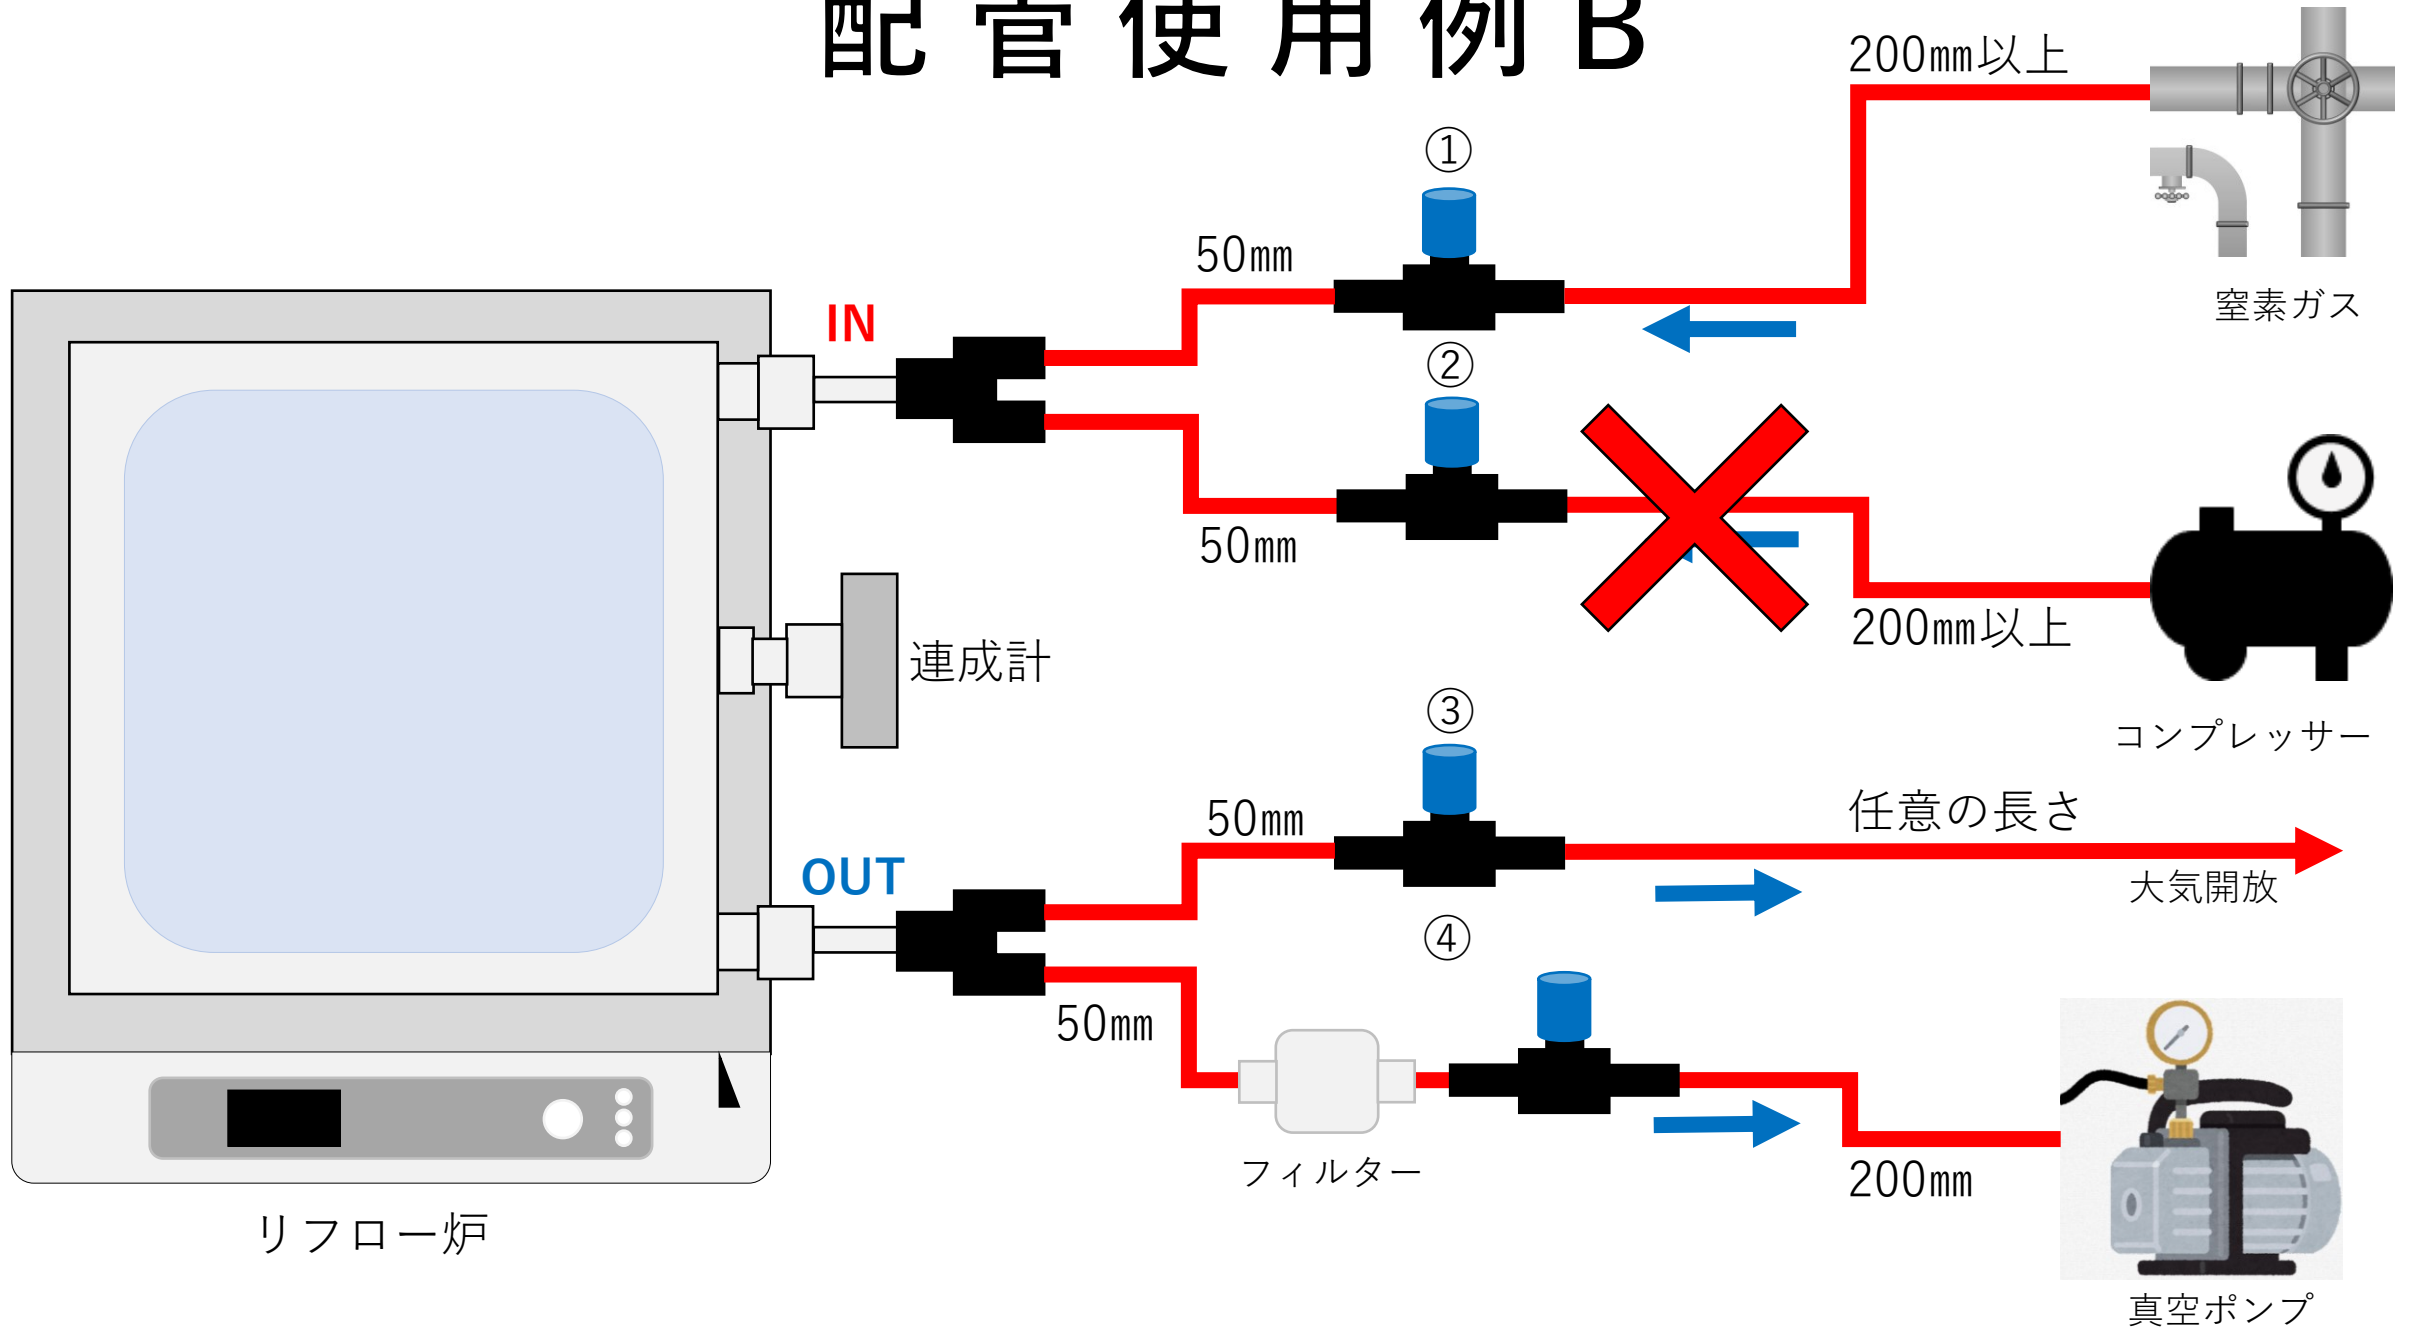 配管使用例B
200㎜以上
①
50㎜
IN
窒素ガス
②
50㎜
200㎜以上
連成計
コンプレッサー
③
50㎜
任意の長さ
OUT
大気開放
④
50㎜
フィルター
200㎜
リフロー炉
真空ポンプ